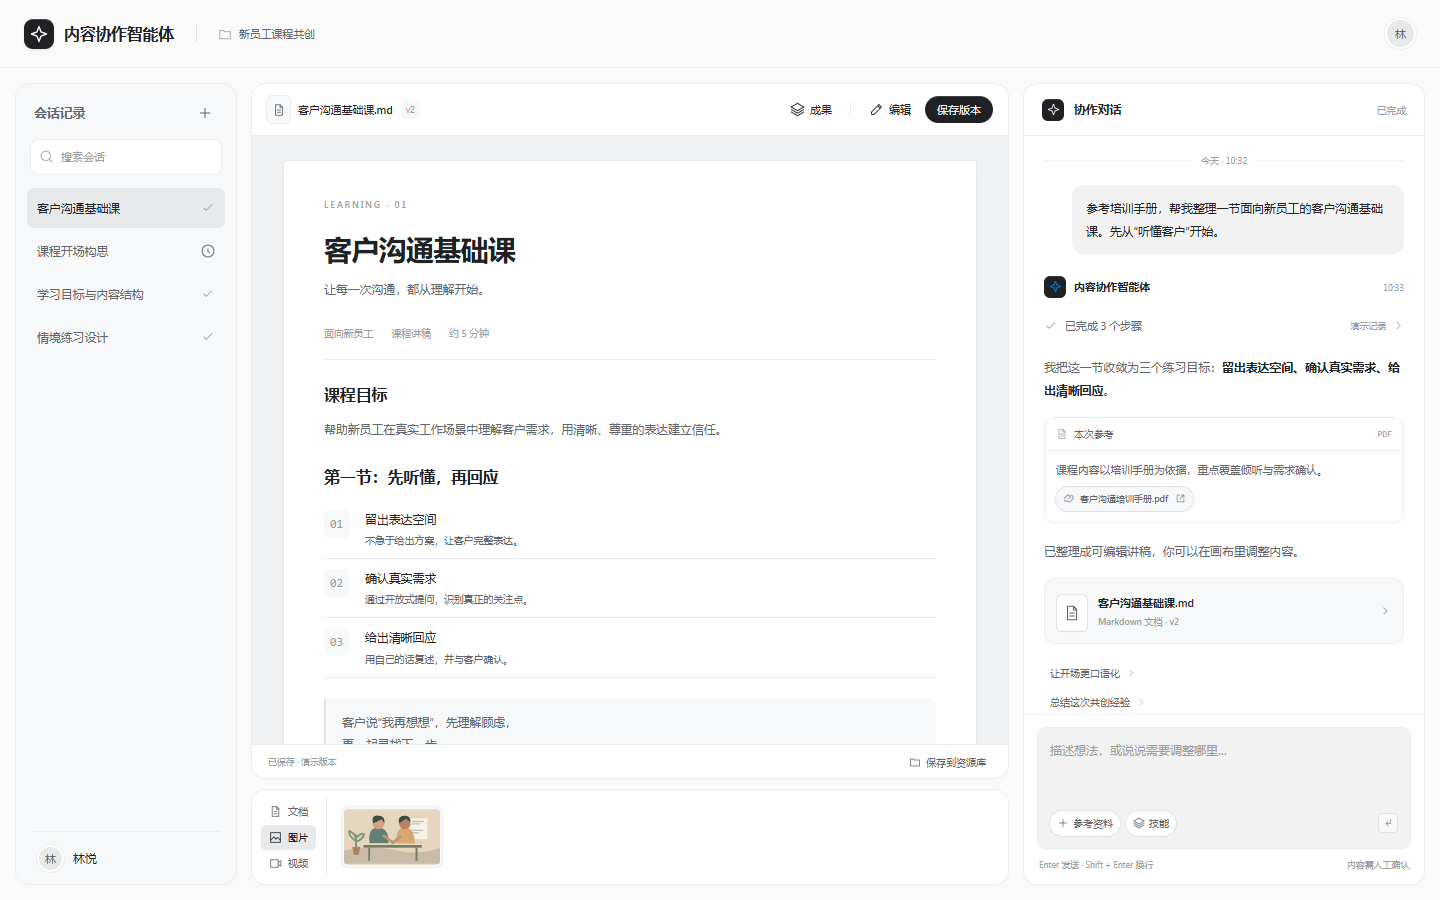 内容协作智能体
新员工课程共创
林
会话记录
搜索会话
客户沟通基础课
课程开场构思
学习目标与内容结构
情境练习设计
林 林悦
客户沟通基础课.md v2
成果
编辑
保存版本
LEARNING · 01
客户沟通基础课
让每一次沟通，都从理解开始。
面向新员工 课程讲稿 约 5 分钟
课程目标
帮助新员工在真实工作场景中理解客户需求，用清晰、尊重的表达建立信任。
第一节：先听懂，再回应
01 留出表达空间
不急于给出方案，让客户完整表达。
02 确认真实需求
通过开放式提问，识别真正的关注点。
03 给出清晰回应
用自己的话复述，并与客户确认。
客户说“我再想想”，先理解顾虑，
已保存 · 演示版本
保存到资源库
文档
图片
视频
协作对话
已完成
今天 · 10:32
参考培训手册，帮我整理一节面向新员工的客户沟通基础
课。先从“听懂客户”开始。
内容协作智能体 10:33
已完成 3 个步骤 演示记录
我把这一节收敛为三个练习目标：留出表达空间、确认真实需求、给
出清晰回应。
本次参考 PDF
课程内容以培训手册为依据，重点覆盖倾听与需求确认。
客户沟通培训手册.pdf
已整理成可编辑讲稿，你可以在画布里调整内容。
客户沟通基础课.md
Markdown 文档 · v2
让开场更口语化
总结这次共创经验
描述想法，或说说需要调整哪里...
参考资料
技能
Enter 发送 · Shift + Enter 换行
内容需人工确认